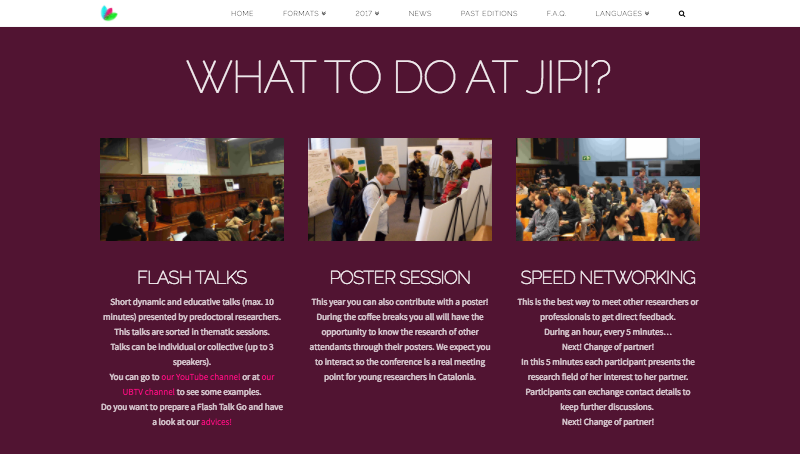 HOME FORMATS 2017 NEWS PAST EDITIONS F.A.Q. LANGUAGES
WHAT TO DO AT JIPI?
FLASH TALKS
Short dynamic and educative talks (max. 10
minutes) presented by predoctoral researchers.
This talks are sorted in thematic sessions.
Talks can be individual or collective (up to 3
speakers).
You can go to our YouTube channel or at our
UBTV channel to see some examples.
Do you want to prepare a Flash Talk Go and have
a look at our advices!
POSTER SESSION
This year you can also contribute with a poster!
During the coffee breaks you all will have the
opportunity to know the research of other
attendants through their posters. We expect you
to interact so the conference is a real meeting
point for young researchers in Catalonia.
SPEED NETWORKING
This is the best way to meet other researchers or
professionals to get direct feedback.
During an hour, every 5 minutes…
Next! Change of partner!
In this 5 minutes each participant presents the
research field of her interest to her partner.
Participants can exchange contact details to
keep further discussions.
Next! Change of partner!